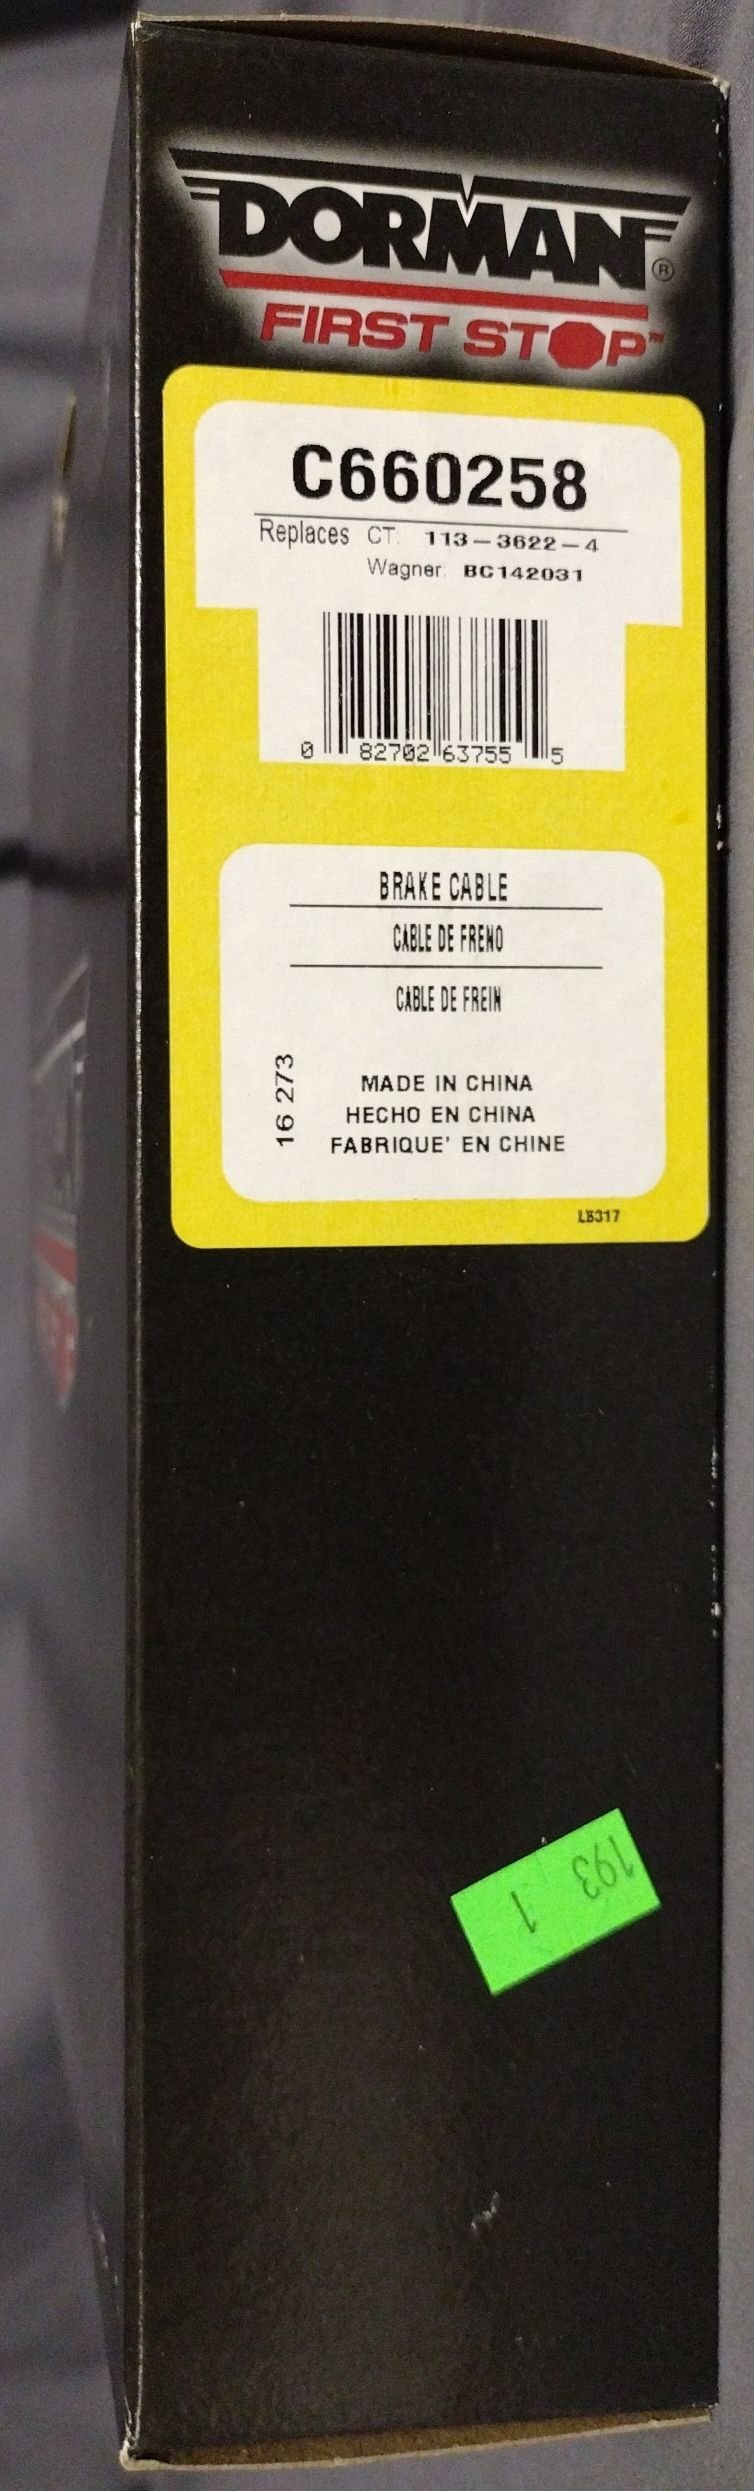 DORMAN®
FIRST STOP™
C660258
Replaces CT: 113-3622-4
Wagner: BC142031
0 82702 63755 5
BRAKE CABLE
CABLE DE FRENO
CABLE DE FREIN
16 273
MADE IN CHINA
HECHO EN CHINA
FABRIQUE' EN CHINE
LB317
193
1